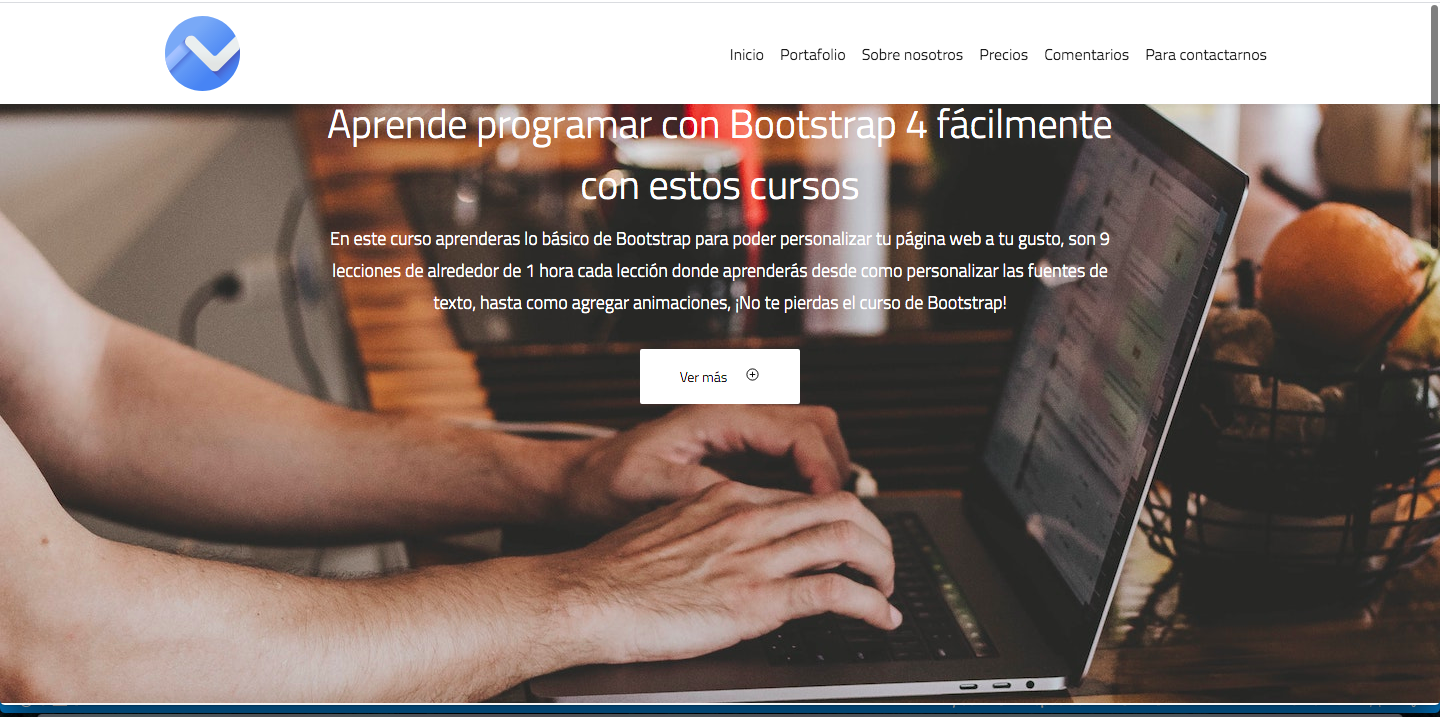 Inicio Portafolio Sobre nosotros Precios Comentarios Para contactarnos
Aprende programar con Bootstrap 4 fácilmente
con estos cursos
En este curso aprenderas lo básico de Bootstrap para poder personalizar tu página web a tu gusto, son 9
lecciones de alrededor de 1 hora cada lección donde aprenderás desde como personalizar las fuentes de
texto, hasta como agregar animaciones, ¡No te pierdas el curso de Bootstrap!
Ver más